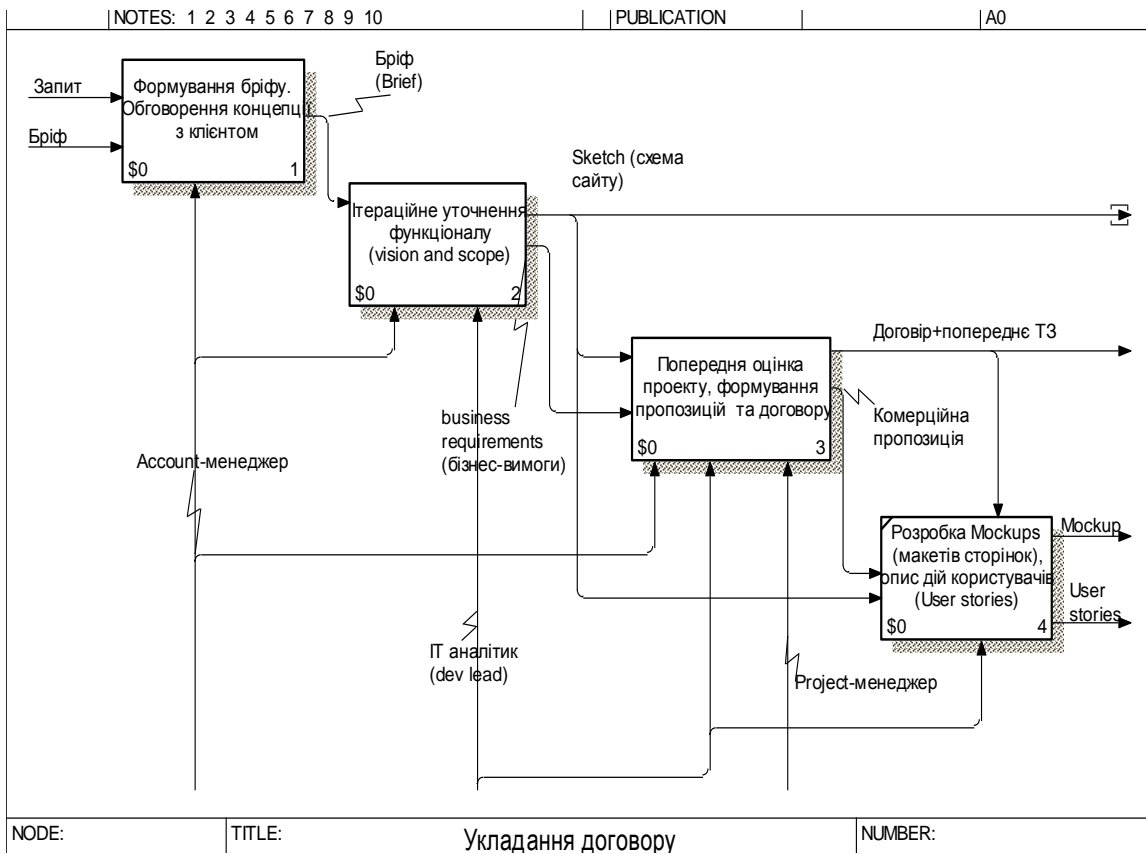 NOTES: 1 2 3 4 5 6 7 8 9 10
PUBLICATION
A0
Запит
Бріф
Формування бріфу.
Обговорення концепції
з клієнтом
$0 1
Бріф
(Brief)
Sketch (схема
сайту)
Ітераційне уточнення
функціоналу
(vision and scope)
$0 2
Договір+попереднє ТЗ
Попередня оцінка
проекту, формування
пропозицій та договору
$0 3
business
requirements
(бізнес-вимоги)
Комерційна
пропозиція
Account-менеджер
Розробка Mockups
(макетів сторінок),
опис дій користувачів
(User stories)
$0 4
Mockup
User
stories
IT аналітик
(dev lead)
Project-менеджер
NODE:
TITLE:
Укладання договору
NUMBER: